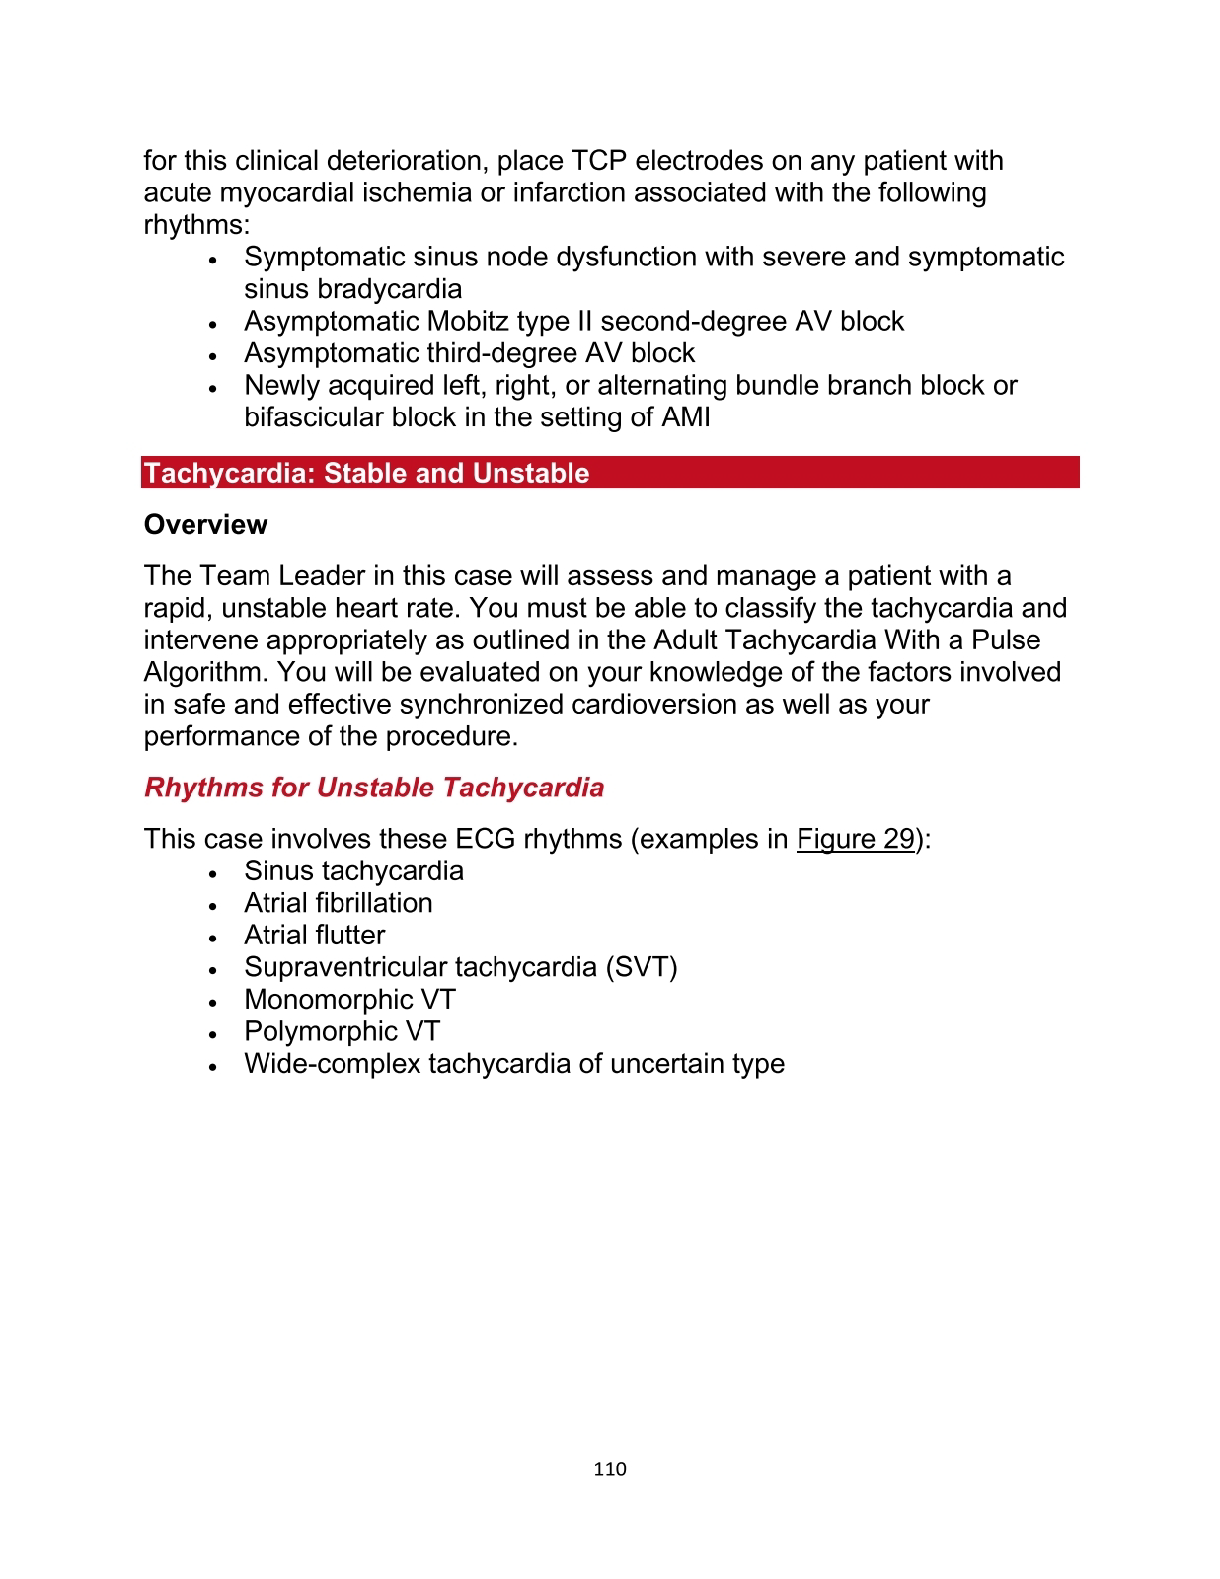 for this clinical deterioration, place TCP electrodes on any patient with
acute myocardial ischemia or infarction associated with the following
rhythms:
• Symptomatic sinus node dysfunction with severe and symptomatic
sinus bradycardia
• Asymptomatic Mobitz type II second-degree AV block
• Asymptomatic third-degree AV block
• Newly acquired left, right, or alternating bundle branch block or
bifascicular block in the setting of AMI
Tachycardia: Stable and Unstable
Overview
The Team Leader in this case will assess and manage a patient with a
rapid, unstable heart rate. You must be able to classify the tachycardia and
intervene appropriately as outlined in the Adult Tachycardia With a Pulse
Algorithm. You will be evaluated on your knowledge of the factors involved
in safe and effective synchronized cardioversion as well as your
performance of the procedure.
Rhythms for Unstable Tachycardia
This case involves these ECG rhythms (examples in Figure 29):
• Sinus tachycardia
• Atrial fibrillation
• Atrial flutter
• Supraventricular tachycardia (SVT)
• Monomorphic VT
• Polymorphic VT
• Wide-complex tachycardia of uncertain type
110